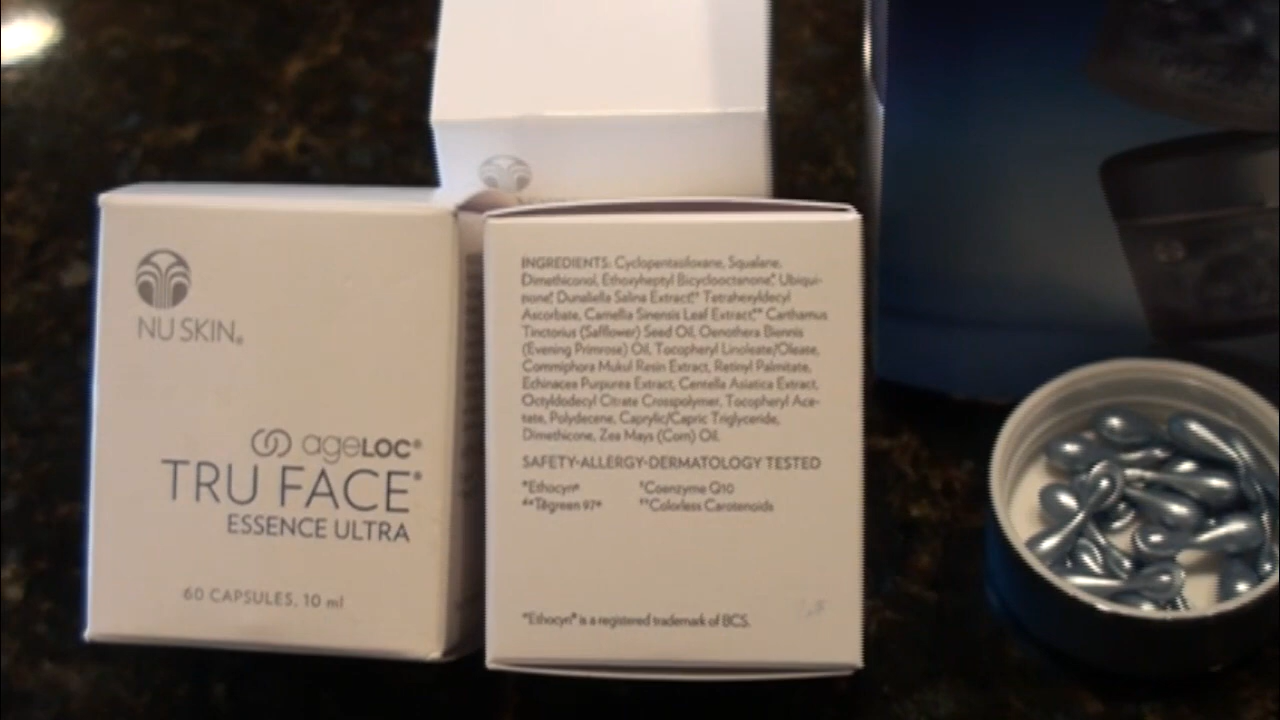 NU SKIN®
ageLOC®
TRU FACE®
ESSENCE ULTRA
60 CAPSULES, 10 ml
INGREDIENTS: Cyclopentasiloxane, Squalane,
Dimethiconol, Ethoxyheptyl Bicyclooctanone,* Ubiqui-
none,† Dunaliella Salina Extract,†† Tetrahexyldecyl
Ascorbate, Camellia Sinensis Leaf Extract,** Carthamus
Tinctorius (Safflower) Seed Oil, Oenothera Biennis
(Evening Primrose) Oil, Tocopheryl Linoleate/Oleate,
Commiphora Mukul Resin Extract, Retinyl Palmitate,
Echinacea Purpurea Extract, Centella Asiatica Extract,
Octyldodecyl Citrate Crosspolymer, Tocopheryl Ace-
tate, Polydecene, Caprylic/Capric Triglyceride,
Dimethicone, Zea Mays (Corn) Oil.
SAFETY-ALLERGY-DERMATOLOGY TESTED
*Ethocyn® †Coenzyme Q10
**Tēgreen 97® ††Colorless Carotenoids
"Ethocyn" is a registered trademark of BCS.